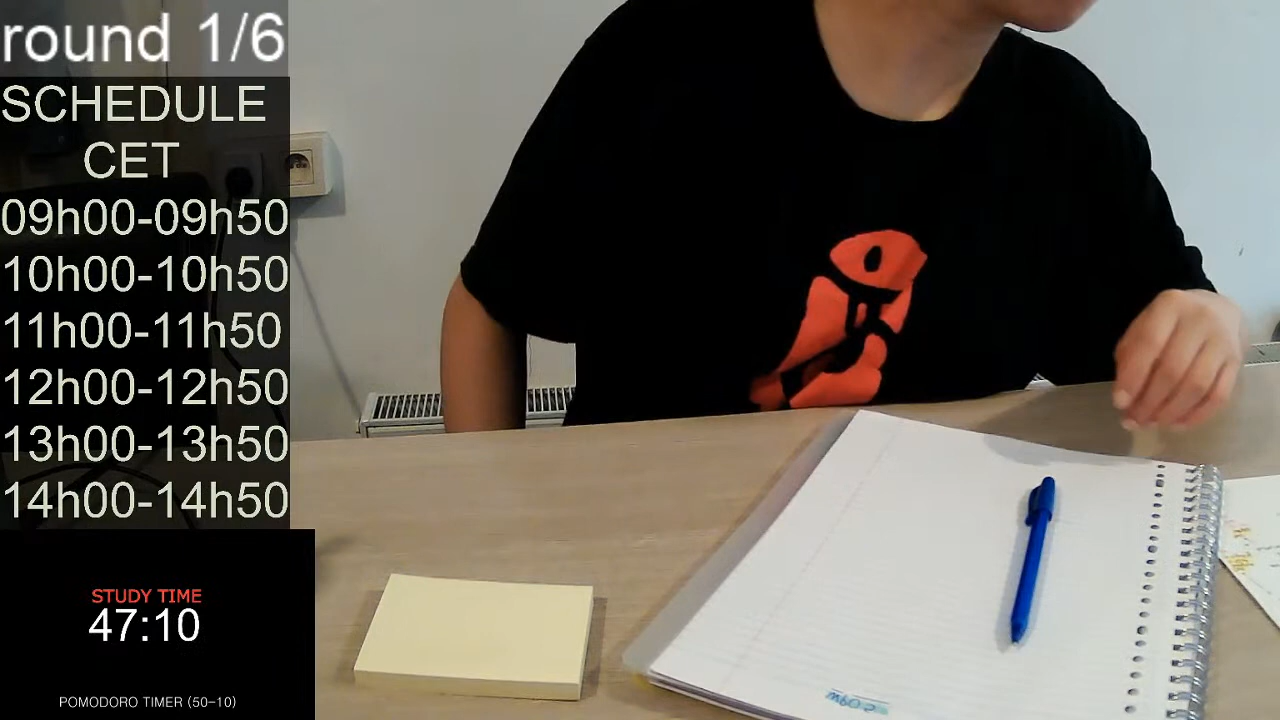 round 1/6
SCHEDULE
CET
09h00-09h50
10h00-10h50
11h00-11h50
12h00-12h50
13h00-13h50
14h00-14h50
STUDY TIME
47:10
POMODORO TIMER (50-10)